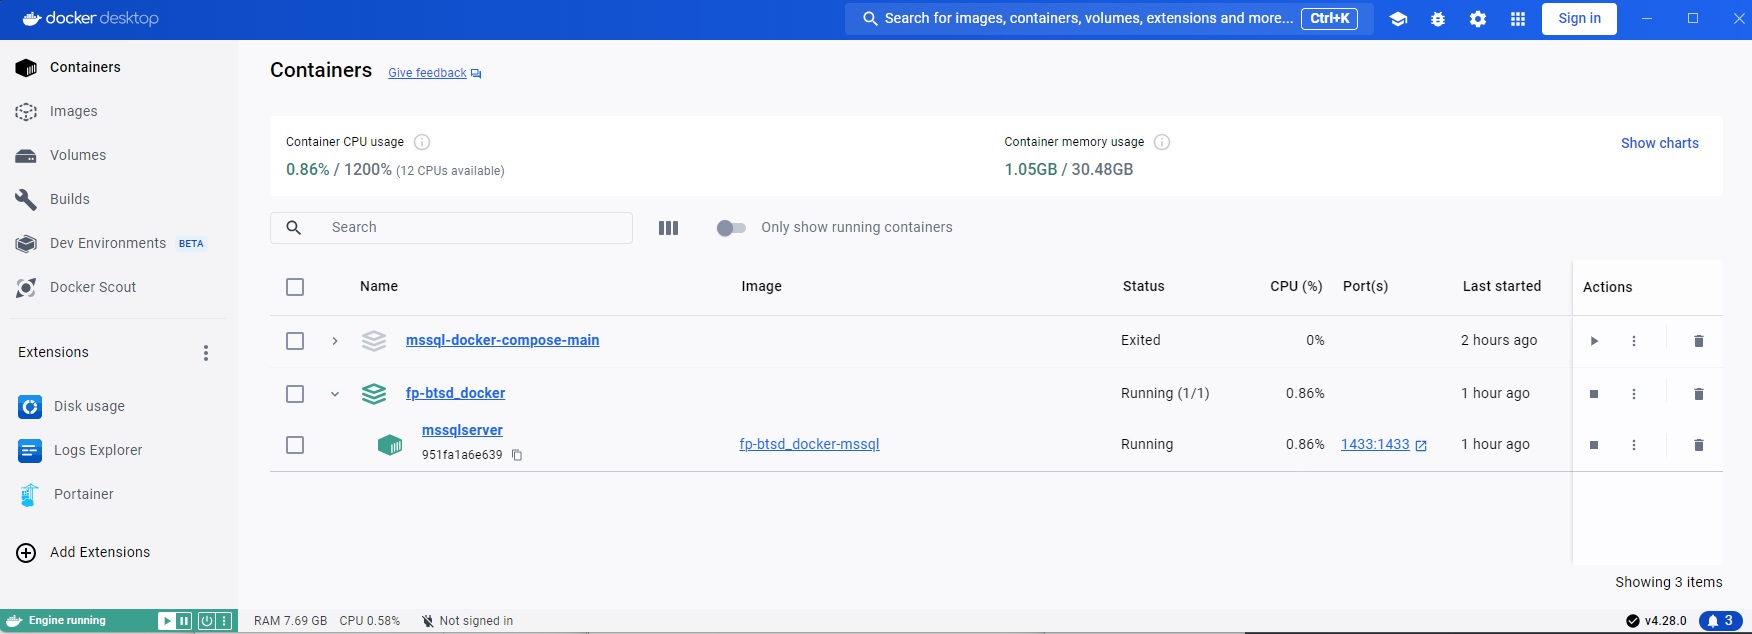 docker desktop
Search for images, containers, volumes, extensions and more... Ctrl+K
Sign in
Containers
Images
Volumes
Builds
Dev Environments BETA
Docker Scout
Extensions
Disk usage
Logs Explorer
Portainer
Add Extensions
Containers Give feedback
Container CPU usage
0.86% / 1200% (12 CPUs available)
Container memory usage
1.05GB / 30.48GB
Show charts
Search
Only show running containers
Name Image Status CPU (%) Port(s) Last started Actions
mssql-docker-compose-main Exited 0% 2 hours ago
fp-btsd_docker Running (1/1) 0.86% 1 hour ago
mssqlserver
951fa1a6e639
fp-btsd_docker-mssql Running 0.86% 1433:1433 1 hour ago
Showing 3 items
Engine running
RAM 7.69 GB CPU 0.58% Not signed in
v4.28.0
3